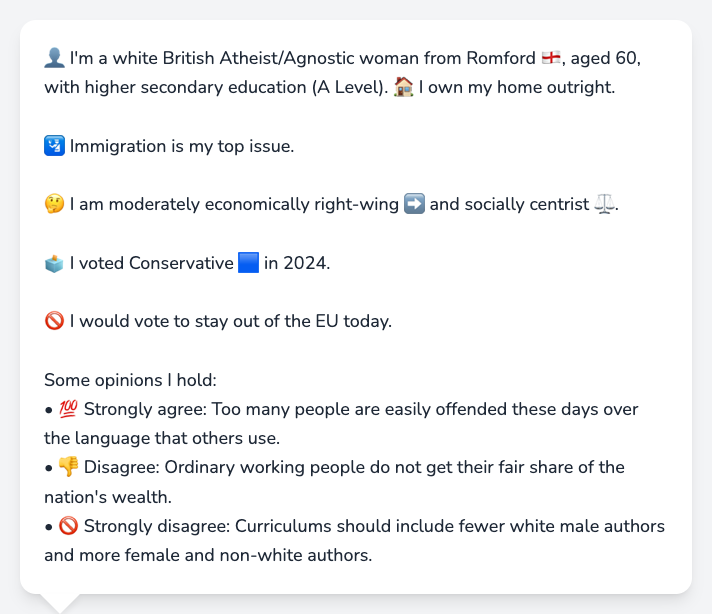 👤 I'm a white British Atheist/Agnostic woman from Romford 🏴󠁧󠁢󠁥󠁮󠁧󠁿, aged 60,
with higher secondary education (A Level). 🏠 I own my home outright.
🛂 Immigration is my top issue.
🤔 I am moderately economically right-wing ➡️ and socially centrist ⚖️.
🗳️ I voted Conservative 🟦 in 2024.
🚫 I would vote to stay out of the EU today.
Some opinions I hold:
• 💯 Strongly agree: Too many people are easily offended these days over
the language that others use.
• 👎 Disagree: Ordinary working people do not get their fair share of the
nation's wealth.
• 🚫 Strongly disagree: Curriculums should include fewer white male authors
and more female and non-white authors.